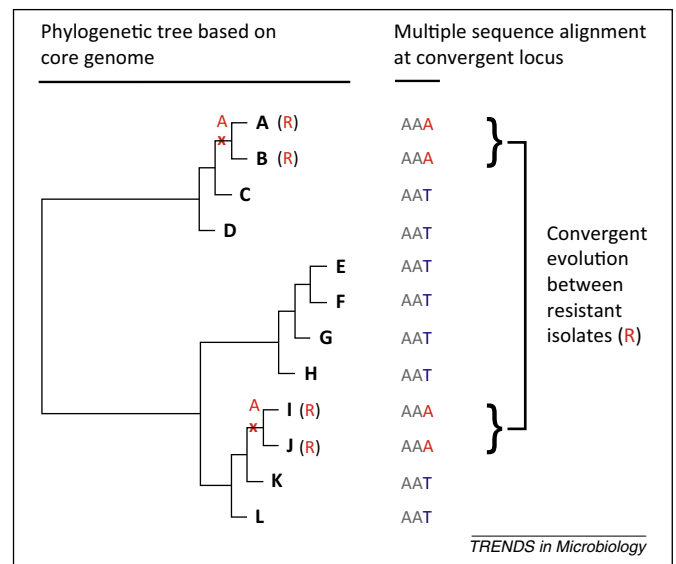 Phylogenetic tree based on
core genome
Multiple sequence alignment
at convergent locus
A
x
A (R) AAA
B (R) AAA
C AAT
D AAT
E AAT
F AAT
G AAT
H AAT
A
x
I (R) AAA
J (R) AAA
K AAT
L AAT
Convergent
evolution
between
resistant
isolates (R)
TRENDS in Microbiology